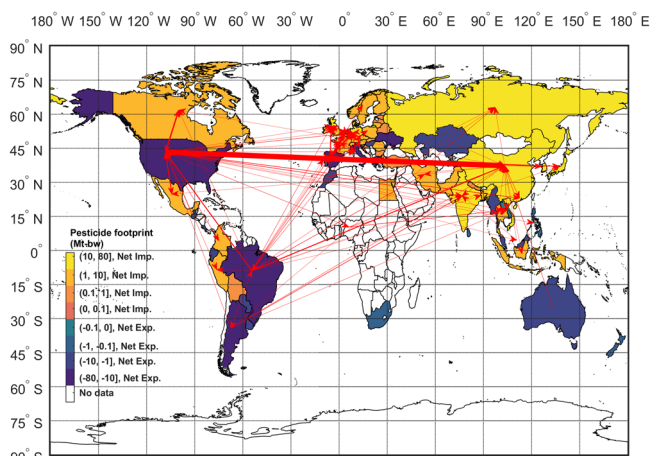 180° W 150° W 120° W 90° W 60° W 30° W 0° E 30° E 60° E 90° E 120° E 150° E 180° E
90° N
75° N
60° N
45° N
30° N
15° N
0°
15° S
30° S
45° S
60° S
75° S
90° S
Pesticide footprint
(Mt-bw)
(10, 80], Net Imp.
(1, 10], Net Imp.
(0.1, 1], Net Imp.
(0, 0.1], Net Imp.
(-0.1, 0], Net Exp.
(-1, -0.1], Net Exp.
(-10, -1], Net Exp.
(-80, -10], Net Exp.
No data